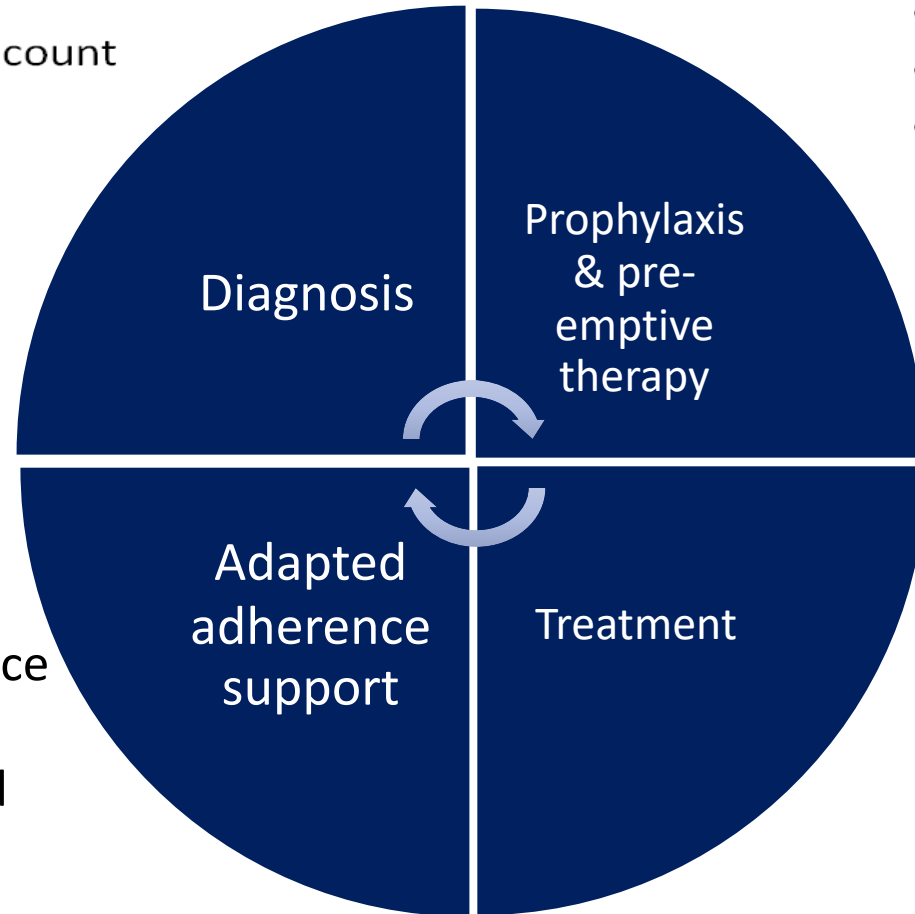 count
Prophylaxis
& pre-
emptive
therapy
Diagnosis
Adapted
adherence
support
Treatment
ce